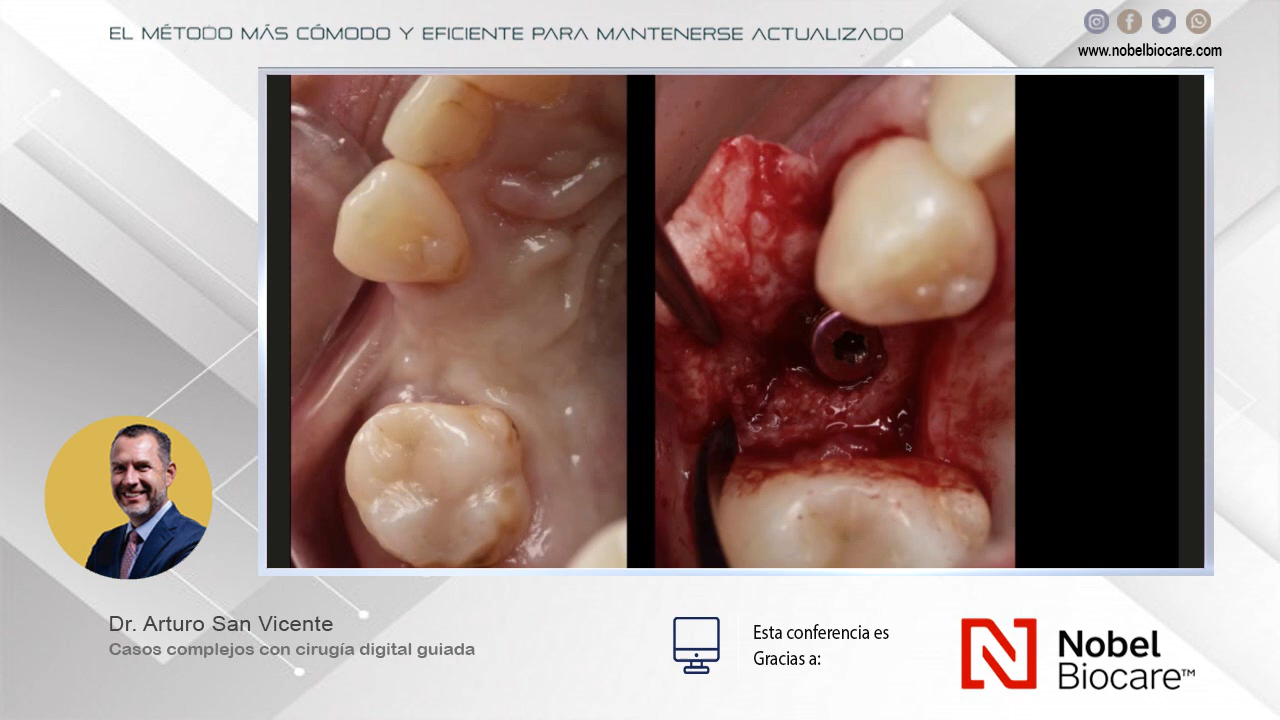 EL MÉTODO MÁS CÓMODO Y EFICIENTE PARA MANTENERSE ACTUALIZADO
www.nobelbiocare.com
Dr. Arturo San Vicente
Casos complejos con cirugía digital guiada
Esta conferencia es
Gracias a:
Nobel
Biocare™